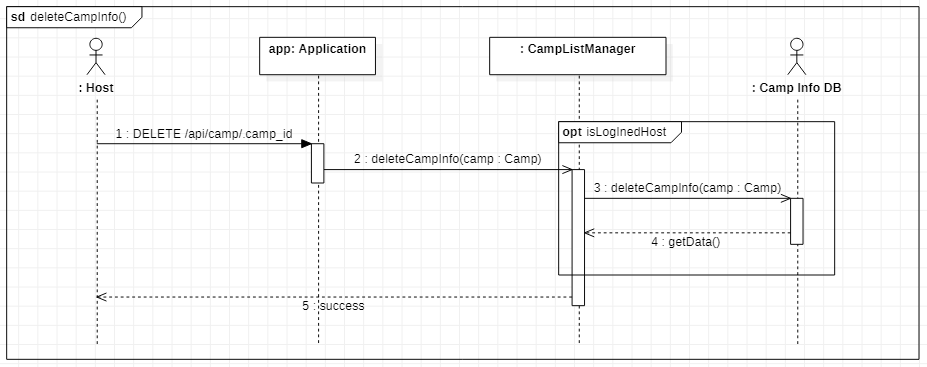 sd deleteCampInfo()
app: Application
: CampListManager
: Host
: Camp Info DB
opt isLogInedHost
1 : DELETE /api/camp/.camp_id
2 : deleteCampInfo(camp : Camp)
3 : deleteCampInfo(camp : Camp)
4 : getData()
5 : success